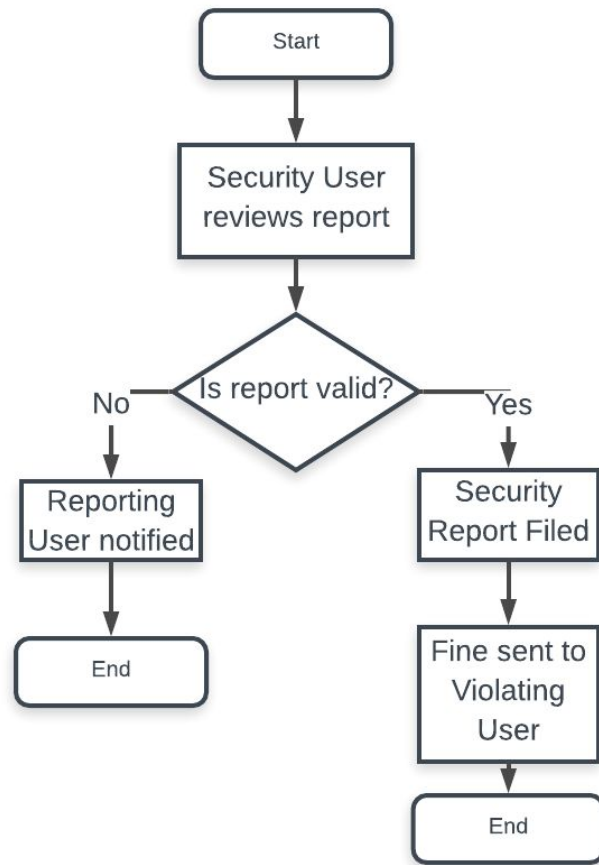 Start
Security User
reviews report
Is report valid?
No
Yes
Reporting
User notified
Security
Report Filed
End
Fine sent to
Violating
User
End